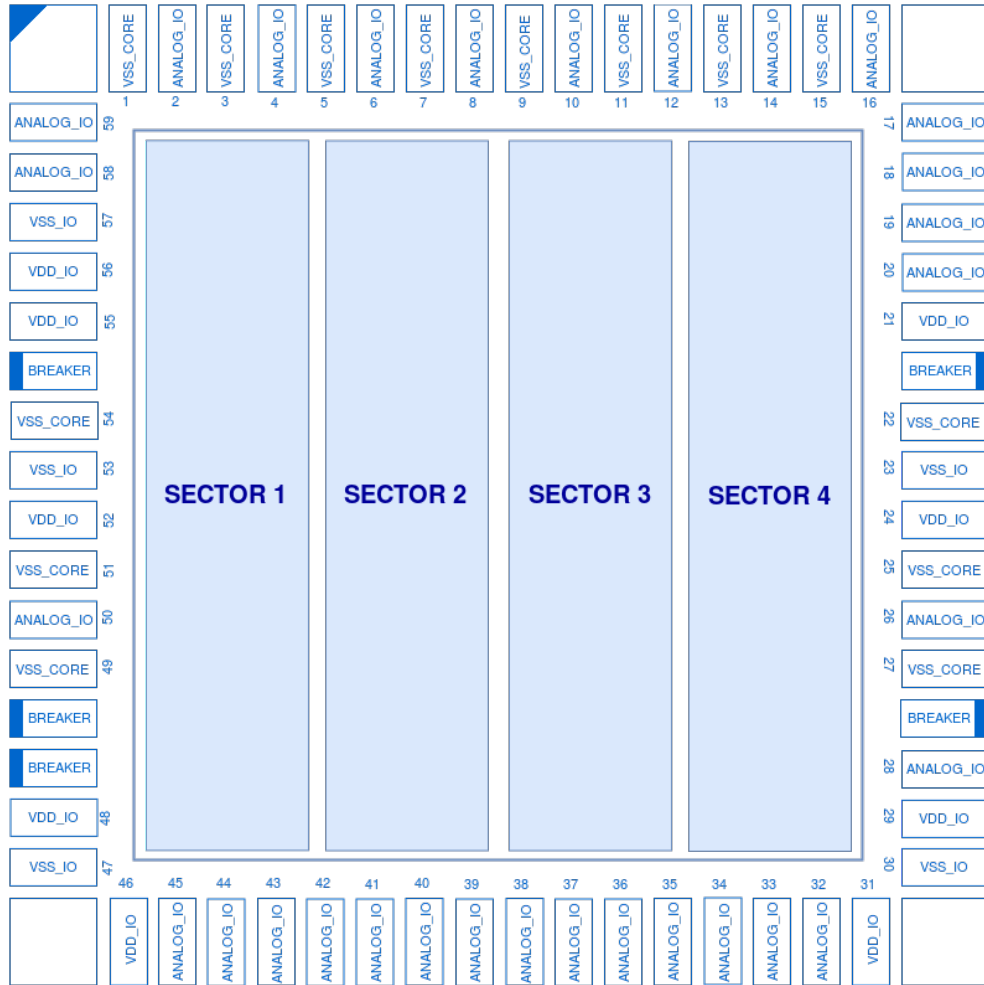 VSS_CORE
ANALOG_IO
VSS_CORE
ANALOG_IO
VSS_CORE
ANALOG_IO
VSS_CORE
ANALOG_IO
VSS_CORE
ANALOG_IO
VSS_CORE
ANALOG_IO
VSS_CORE
ANALOG_IO
VSS_CORE
ANALOG_IO
1 2 3 4 5 6 7 8 9 10 11 12 13 14 15 16
ANALOG_IO 59
ANALOG_IO 58
VSS_IO 57
VDD_IO 56
VDD_IO 55
BREAKER
VSS_CORE 54
VSS_IO 53
VDD_IO 52
VSS_CORE 51
ANALOG_IO 50
VSS_CORE 49
BREAKER
BREAKER
VDD_IO 48
VSS_IO 47
SECTOR 1
SECTOR 2
SECTOR 3
SECTOR 4
17 ANALOG_IO
18 ANALOG_IO
19 ANALOG_IO
20 ANALOG_IO
21 VDD_IO
BREAKER
22 VSS_CORE
23 VSS_IO
24 VDD_IO
25 VSS_CORE
26 ANALOG_IO
27 VSS_CORE
BREAKER
28 ANALOG_IO
29 VDD_IO
30 VSS_IO
46 45 44 43 42 41 40 39 38 37 36 35 34 33 32 31
VDD_IO
ANALOG_IO
ANALOG_IO
ANALOG_IO
ANALOG_IO
ANALOG_IO
ANALOG_IO
ANALOG_IO
ANALOG_IO
ANALOG_IO
ANALOG_IO
ANALOG_IO
ANALOG_IO
ANALOG_IO
ANALOG_IO
VDD_IO